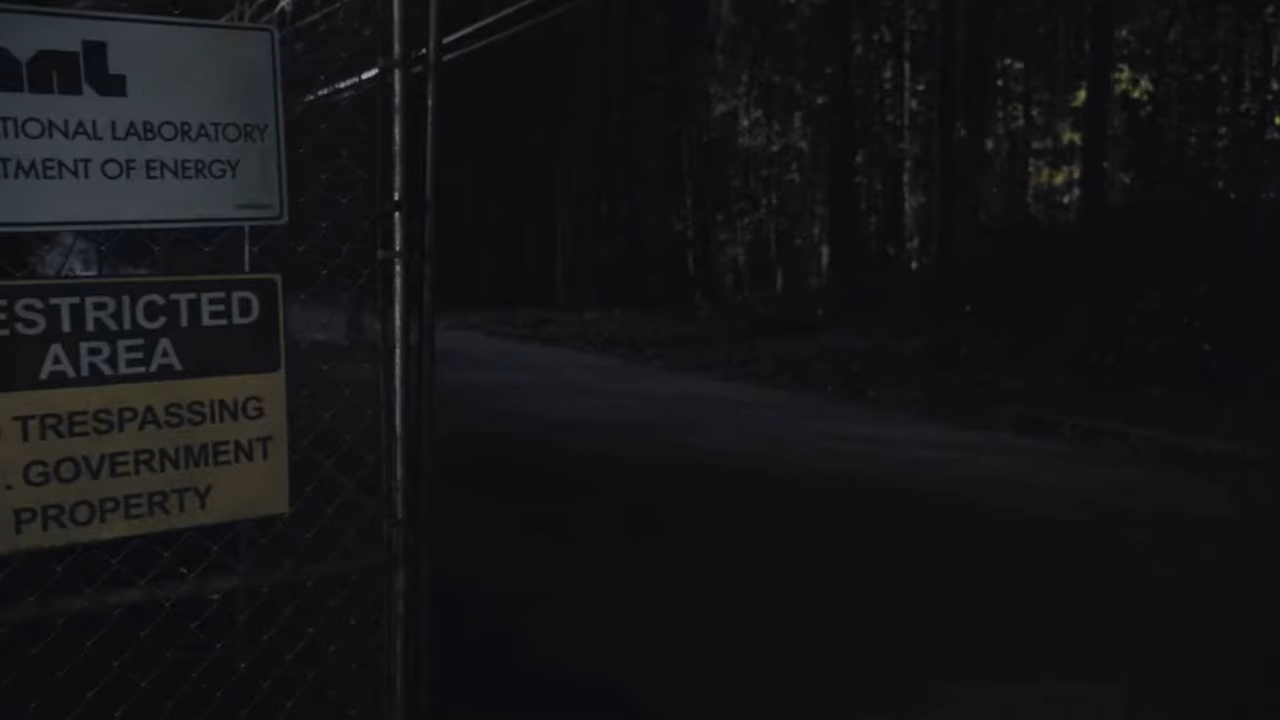 TIONAL LABORATORY
TMENT OF ENERGY
ESTRICTED
AREA
TRESPASSING
. GOVERNMENT
PROPERTY